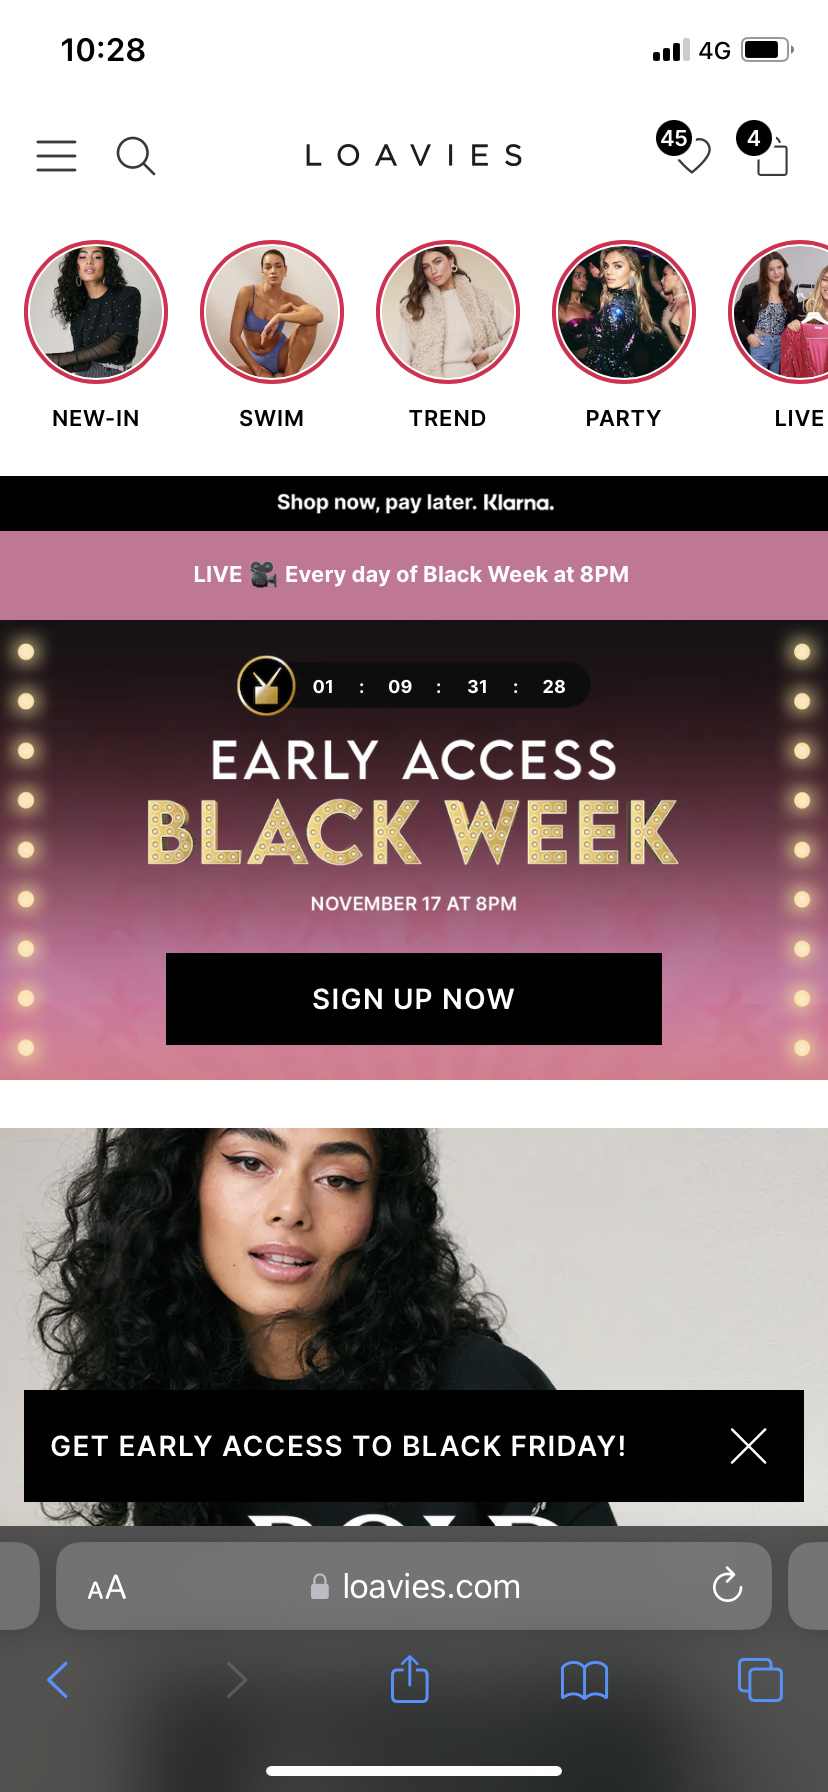 10:28
4G
LOAVIES
45
4
NEW-IN
SWIM
TREND
PARTY
LIVE
Shop now, pay later. Klarna.
LIVE 🎥 Every day of Black Week at 8PM
01 : 09 : 31 : 28
EARLY ACCESS
BLACK WEEK
NOVEMBER 17 AT 8PM
SIGN UP NOW
GET EARLY ACCESS TO BLACK FRIDAY!
AA
loavies.com